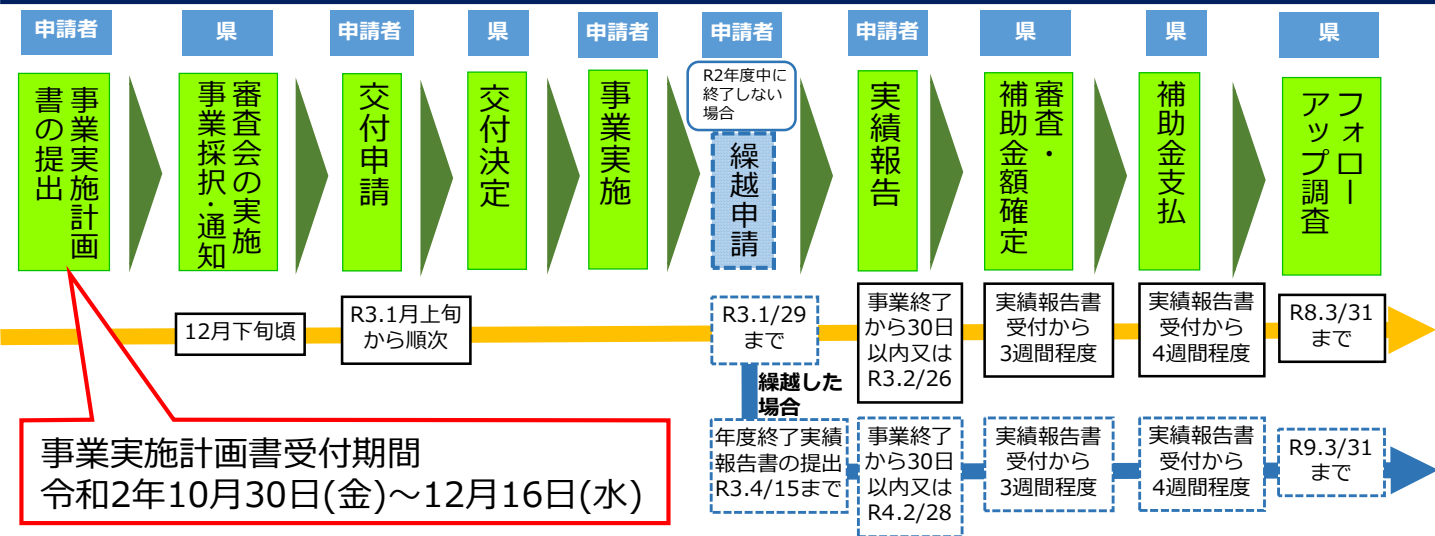 申請者
県
申請者
県
申請者
申請者
申請者
県
県
県
事業実施計画
書の提出
審査会の実施
事業採択・通知
交付申請
交付決定
事業実施
R2年度中に
終了しない
場合
繰越申請
実績報告
審査・
補助金額確定
補助金支払
フォロー
アップ調査
12月下旬頃
R3.1月上旬
から順次
R3.1/29
まで
事業終了
から30日
以内又は
R3.2/26
実績報告書
受付から
3週間程度
実績報告書
受付から
4週間程度
R8.3/31
まで
繰越した
場合
年度終了実績
報告書の提出
R3.4/15まで
事業終了
から30日
以内又は
R4.2/28
実績報告書
受付から
3週間程度
実績報告書
受付から
4週間程度
R9.3/31
まで
事業実施計画書受付期間
令和2年10月30日(金)～12月16日(水)